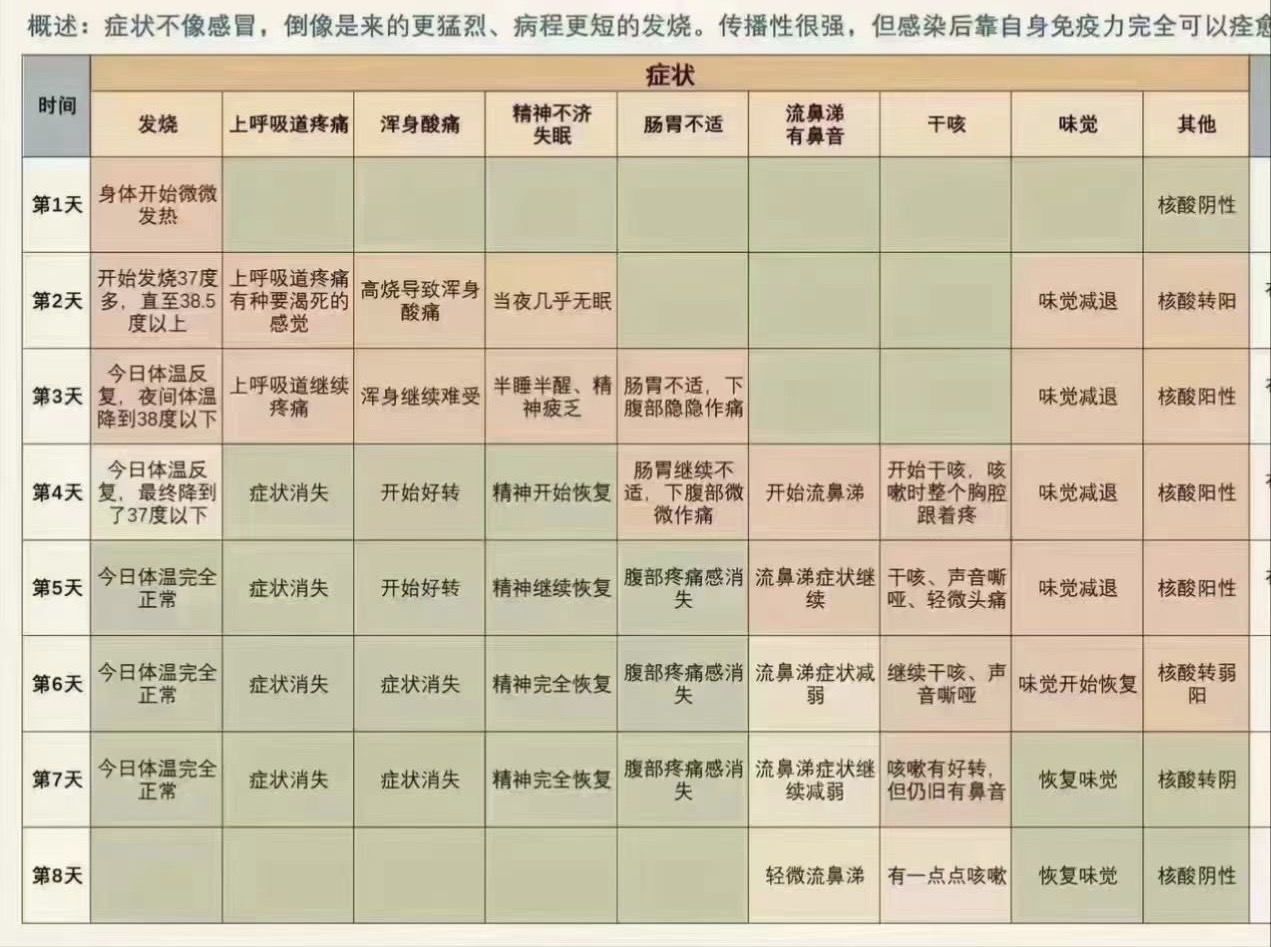 概述：症状不像感冒，倒像是来的更猛烈、病程更短的发烧。传播性很强，但感染后靠自身免疫力完全可以痊愈
时间
症状
发烧
上呼吸道疼痛
浑身酸痛
精神不济
失眠
肠胃不适
流鼻涕
有鼻音
干咳
味觉
其他
第1天
身体开始微微
发热
核酸阴性
第2天
开始发烧37度
多，直至38.5
度以上
上呼吸道疼痛
有种要渴死的
感觉
高烧导致浑身
酸痛
当夜几乎无眠
味觉减退
核酸转阳
第3天
今日体温反
复，夜间体温
降到38度以下
上呼吸道继续
疼痛
浑身继续难受
半睡半醒、精
神疲乏
肠胃不适，下
腹部隐隐作痛
味觉减退
核酸阳性
第4天
今日体温反
复，最终降到
了37度以下
症状消失
开始好转
精神开始恢复
肠胃继续不
适，下腹部微
微作痛
开始流鼻涕
开始干咳，咳
嗽时整个胸腔
跟着疼
味觉减退
核酸阳性
第5天
今日体温完全
正常
症状消失
开始好转
精神继续恢复
腹部疼痛感消
失
流鼻涕症状继
续
干咳、声音嘶
哑、轻微头痛
味觉减退
核酸阳性
第6天
今日体温完全
正常
症状消失
症状消失
精神完全恢复
腹部疼痛感消
失
流鼻涕症状减
弱
继续干咳、声
音嘶哑
味觉开始恢复
核酸转弱
阳
第7天
今日体温完全
正常
症状消失
症状消失
精神完全恢复
腹部疼痛感消
失
流鼻涕症状继
续减弱
咳嗽有好转，
但仍旧有鼻音
恢复味觉
核酸转阴
第8天
轻微流鼻涕
有一点点咳嗽
恢复味觉
核酸阴性